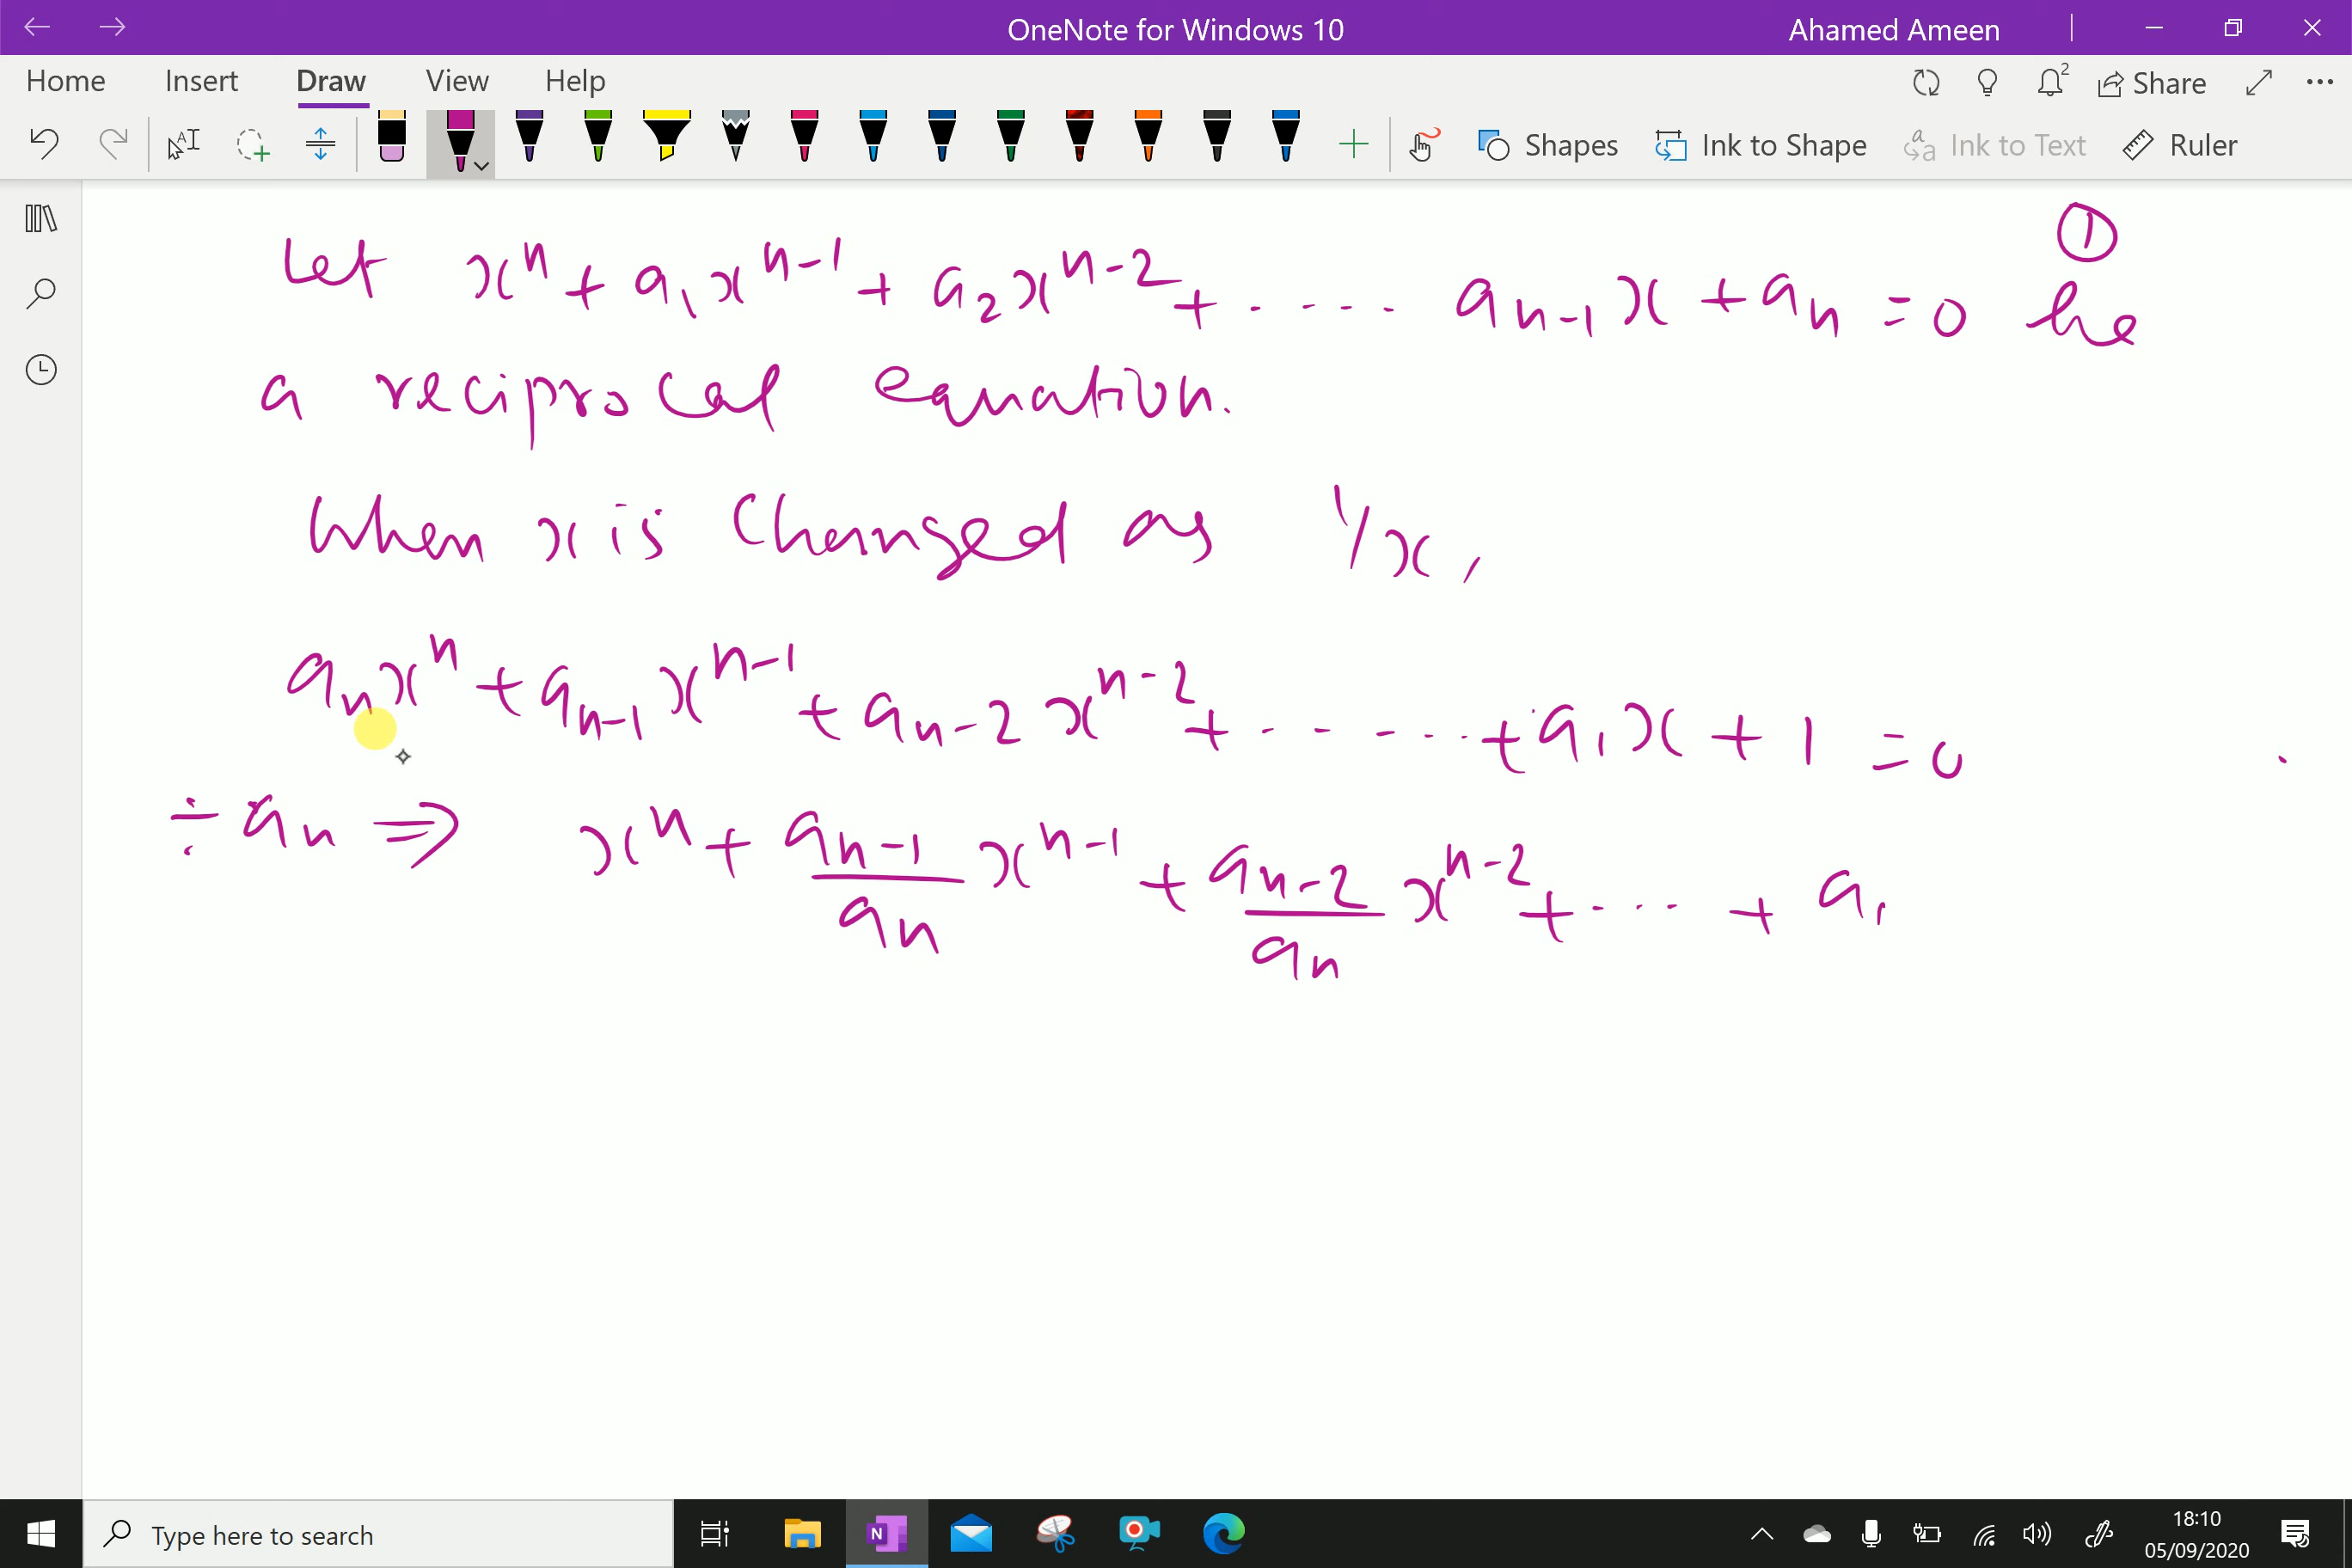 OneNote for Windows 10 Ahamed Ameen
Home Insert Draw View Help 2 Share
Shapes Ink to Shape Ink to Text Ruler
①
Let xⁿ + a₁xⁿ⁻¹ + a₂xⁿ⁻² + ..... aₙ₋₁x + aₙ = 0 be
a reciprocal equation.
When x is changed as 1/x,
aₙxⁿ + aₙ₋₁xⁿ⁻¹ + aₙ₋₂xⁿ⁻² + ........ + a₁x + 1 = 0
÷ aₙ ⇒ xⁿ + aₙ₋₁/aₙ xⁿ⁻¹ + aₙ₋₂/aₙ xⁿ⁻² + ..... + a₁
Type here to search
18:10
05/09/2020